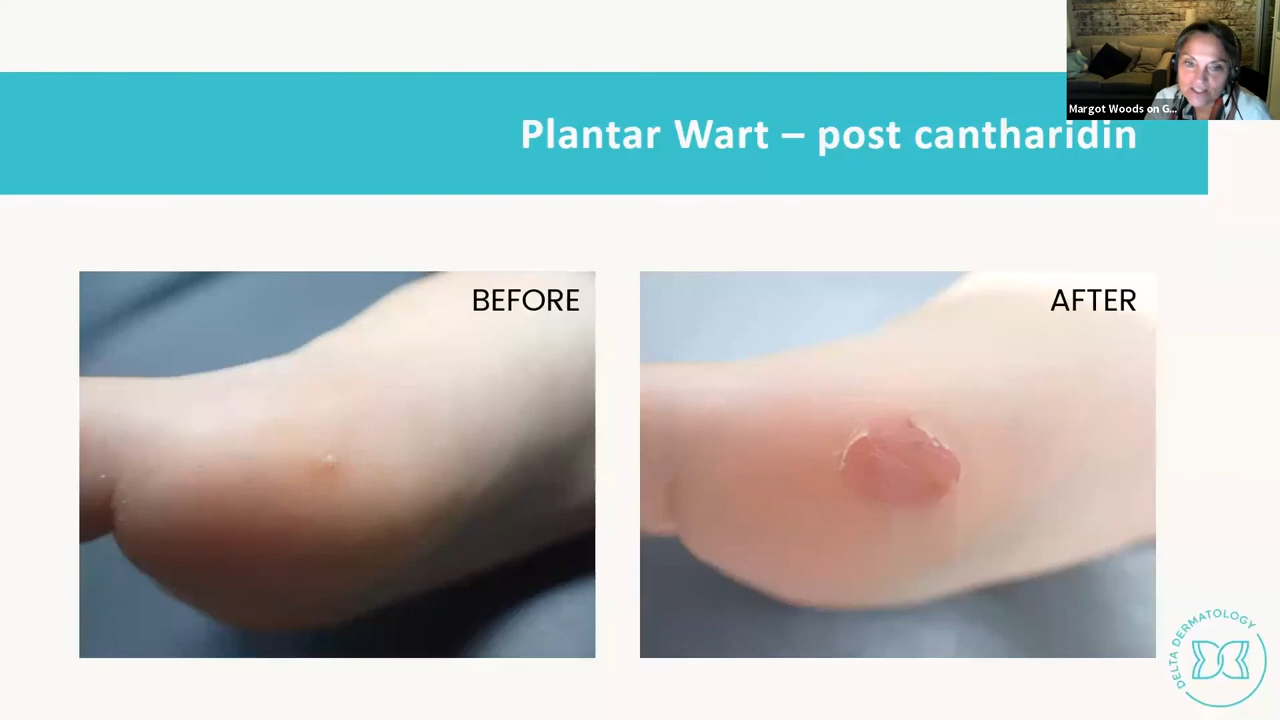 Margot Woods on G...
Plantar Wart – post cantharidin
BEFORE
AFTER
DELTA DERMATOLOGY